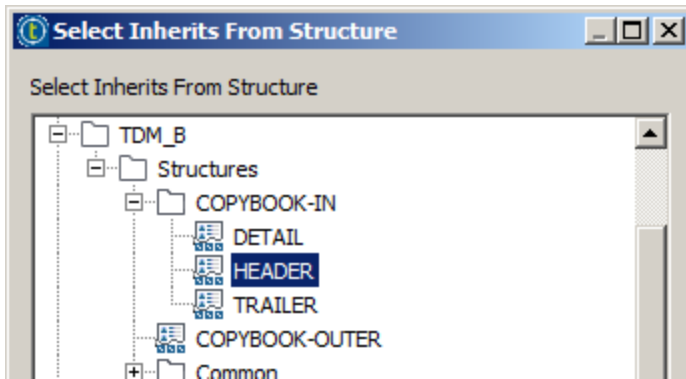 Select Inherits From Structure
Select Inherits From Structure
TDM_B
Structures
COPYBOOK-IN
DETAIL
HEADER
TRAILER
COPYBOOK-OUTER
Common